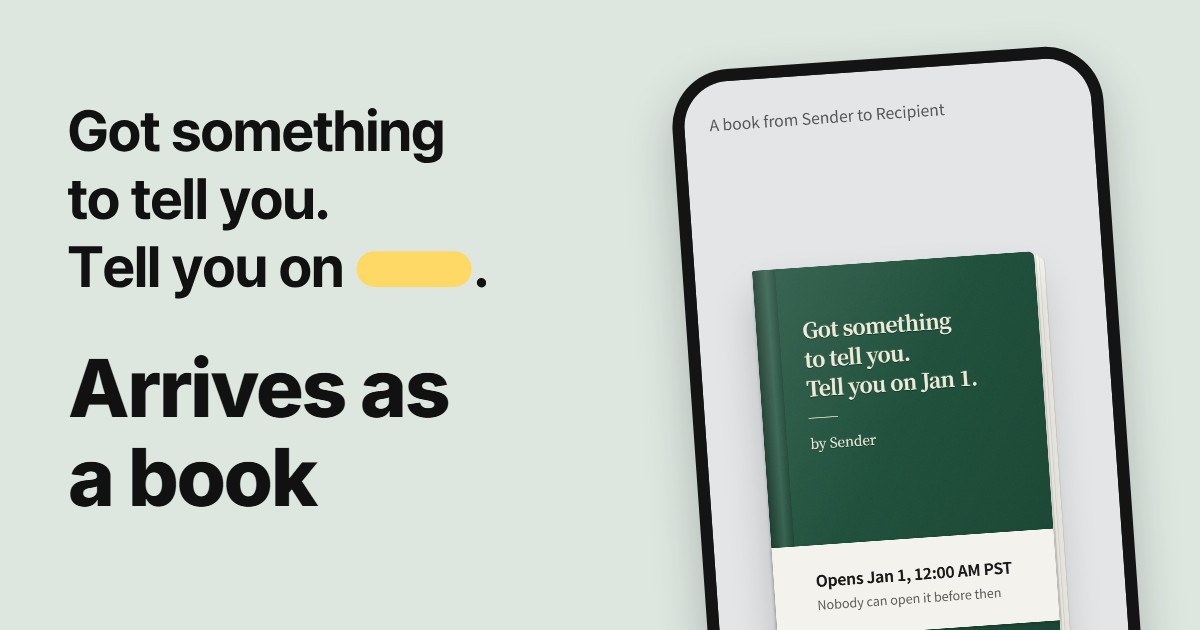 Got something
to tell you.
Tell you on .
Arrives as
a book
A book from Sender to Recipient
Got something
to tell you.
Tell you on Jan 1.
by Sender
Opens Jan 1, 12:00 AM PST
Nobody can open it before then